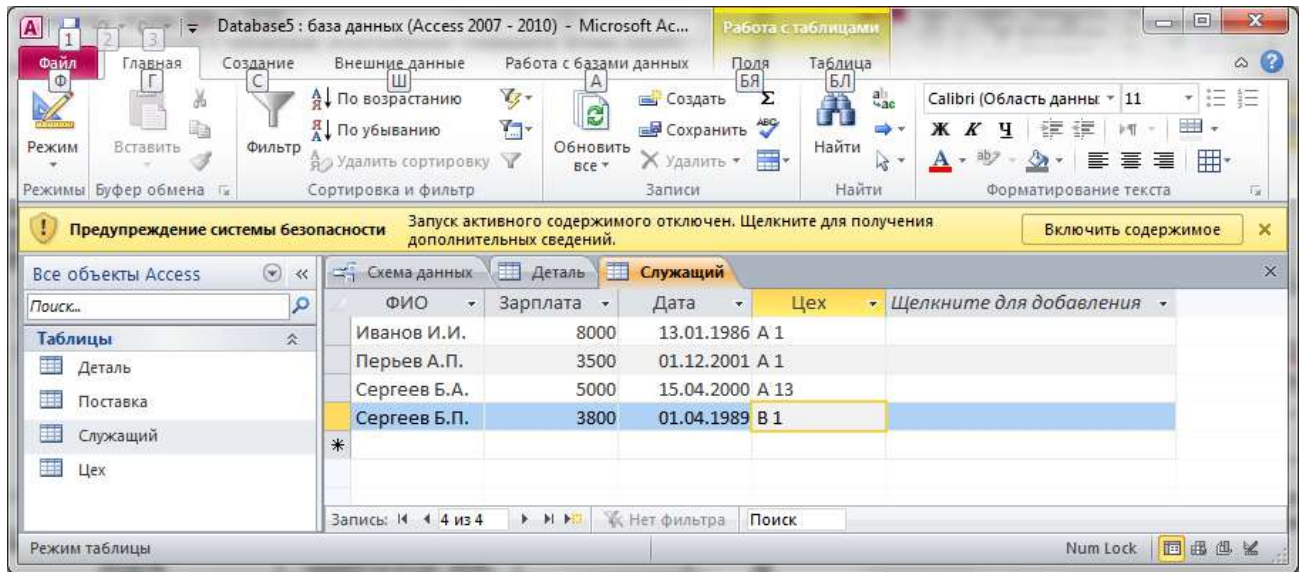 Database5 : база данных (Access 2007 - 2010) - Microsoft Ac...
Работа с таблицами
1 2 3
Файл Главная Создание Внешние данные Работа с базами данных Поля Таблица
Ф Г С Ш А БЯ БЛ
По возрастанию
По убыванию
Удалить сортировку
Режим Вставить Фильтр
Обновить все
Создать
Сохранить
Удалить
Найти
Calibri (Область данны 11
Ж К Ч
Режимы Буфер обмена Сортировка и фильтр Записи Найти Форматирование текста
Предупреждение системы безопасности
Запуск активного содержимого отключен. Щелкните для получения
дополнительных сведений.
Включить содержимое
Все объекты Access
Поиск...
Таблицы
Деталь
Поставка
Служащий
Цех
Схема данных Деталь Служащий
ФИО Зарплата Дата Цех Щелкните для добавления
Иванов И.И. 8000 13.01.1986 А 1
Перьев А.П. 3500 01.12.2001 А 1
Сергеев Б.А. 5000 15.04.2000 А 13
Сергеев Б.П. 3800 01.04.1989 В 1
Запись: 4 из 4 Нет фильтра Поиск
Режим таблицы Num Lock